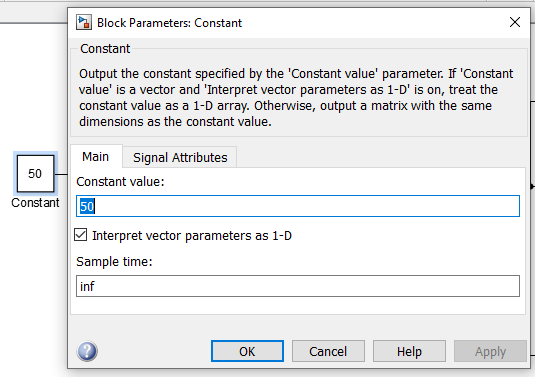 Block Parameters: Constant
Constant
Output the constant specified by the 'Constant value' parameter. If 'Constant
value' is a vector and 'Interpret vector parameters as 1-D' is on, treat the
constant value as a 1-D array. Otherwise, output a matrix with the same
dimensions as the constant value.
Main
Signal Attributes
Constant value:
50
Interpret vector parameters as 1-D
Sample time:
inf
OK
Cancel
Help
Apply
50
Constant